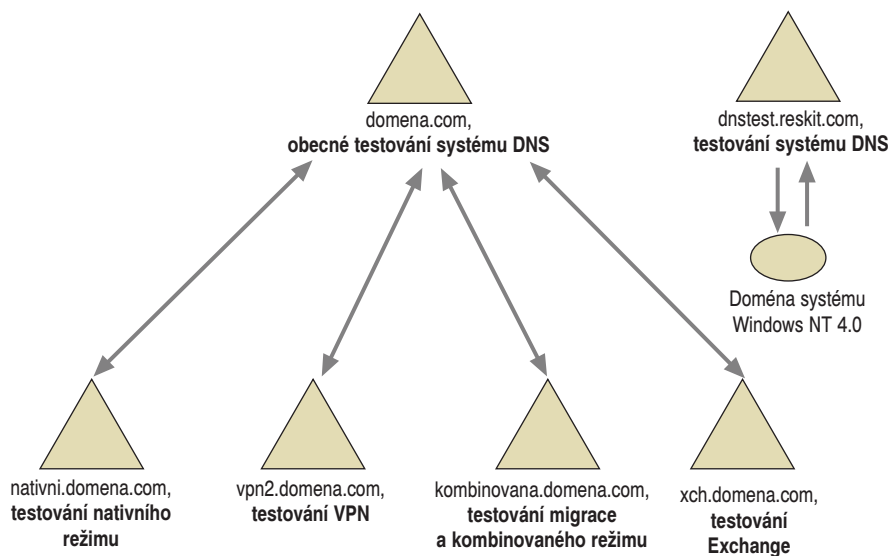 domena.com,
obecné testování systému DNS
dnstest.reskit.com,
testování systému DNS
Doména systému
Windows NT 4.0
nativni.domena.com,
testování nativního
režimu
vpn2.domena.com,
testování VPN
kombinovana.domena.com,
testování migrace
a kombinovaného režimu
xch.domena.com,
testování
Exchange